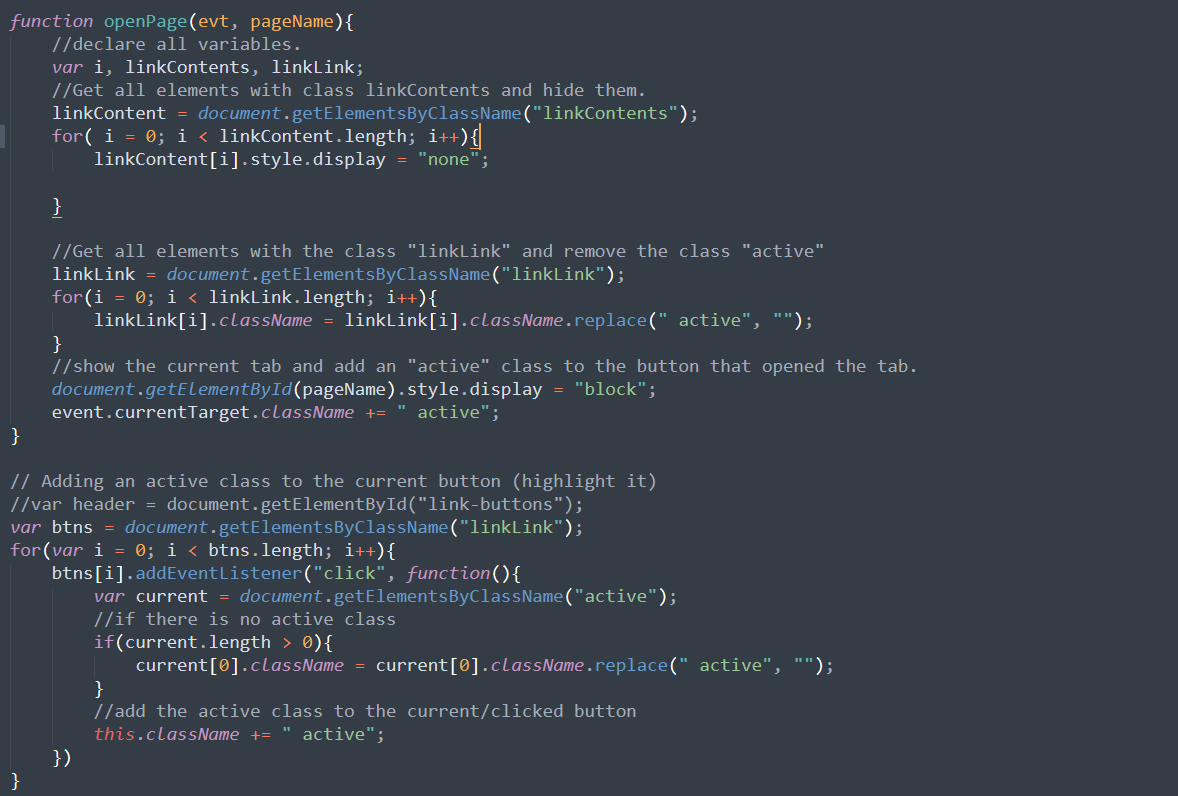 function openPage(evt, pageName){
//declare all variables.
var i, linkContents, linkLink;
//Get all elements with class linkContents and hide them.
linkContent = document.getElementsByClassName("linkContents");
for( i = 0; i < linkContent.length; i++){
linkContent[i].style.display = "none";
}
//Get all elements with the class "linkLink" and remove the class "active"
linkLink = document.getElementsByClassName("linkLink");
for(i = 0; i < linkLink.length; i++){
linkLink[i].className = linkLink[i].className.replace(" active", "");
}
//show the current tab and add an "active" class to the button that opened the tab.
document.getElementById(pageName).style.display = "block";
event.currentTarget.className += " active";
}
// Adding an active class to the current button (highlight it)
//var header = document.getElementById("link-buttons");
var btns = document.getElementsByClassName("linkLink");
for(var i = 0; i < btns.length; i++){
btns[i].addEventListener("click", function(){
var current = document.getElementsByClassName("active");
//if there is no active class
if(current.length > 0){
current[0].className = current[0].className.replace(" active", "");
}
//add the active class to the current/clicked button
this.className += " active";
})
}